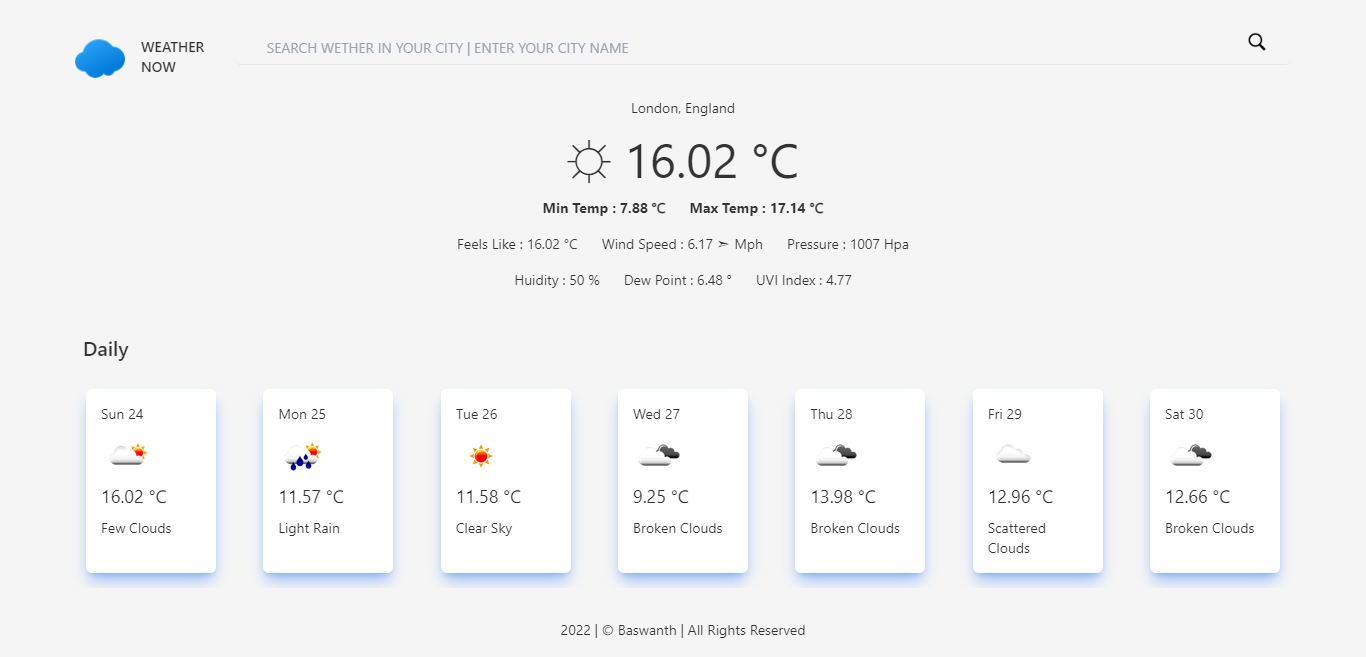 WEATHER
NOW
SEARCH WETHER IN YOUR CITY | ENTER YOUR CITY NAME
London, England
16.02 °C
Min Temp : 7.88 °C Max Temp : 17.14 °C
Feels Like : 16.02 °C Wind Speed : 6.17 ➣ Mph Pressure : 1007 Hpa
Huidity : 50 % Dew Point : 6.48 ° UVI Index : 4.77
Daily
Sun 24
16.02 °C
Few Clouds
Mon 25
11.57 °C
Light Rain
Tue 26
11.58 °C
Clear Sky
Wed 27
9.25 °C
Broken Clouds
Thu 28
13.98 °C
Broken Clouds
Fri 29
12.96 °C
Scattered
Clouds
Sat 30
12.66 °C
Broken Clouds
2022 | © Baswanth | All Rights Reserved